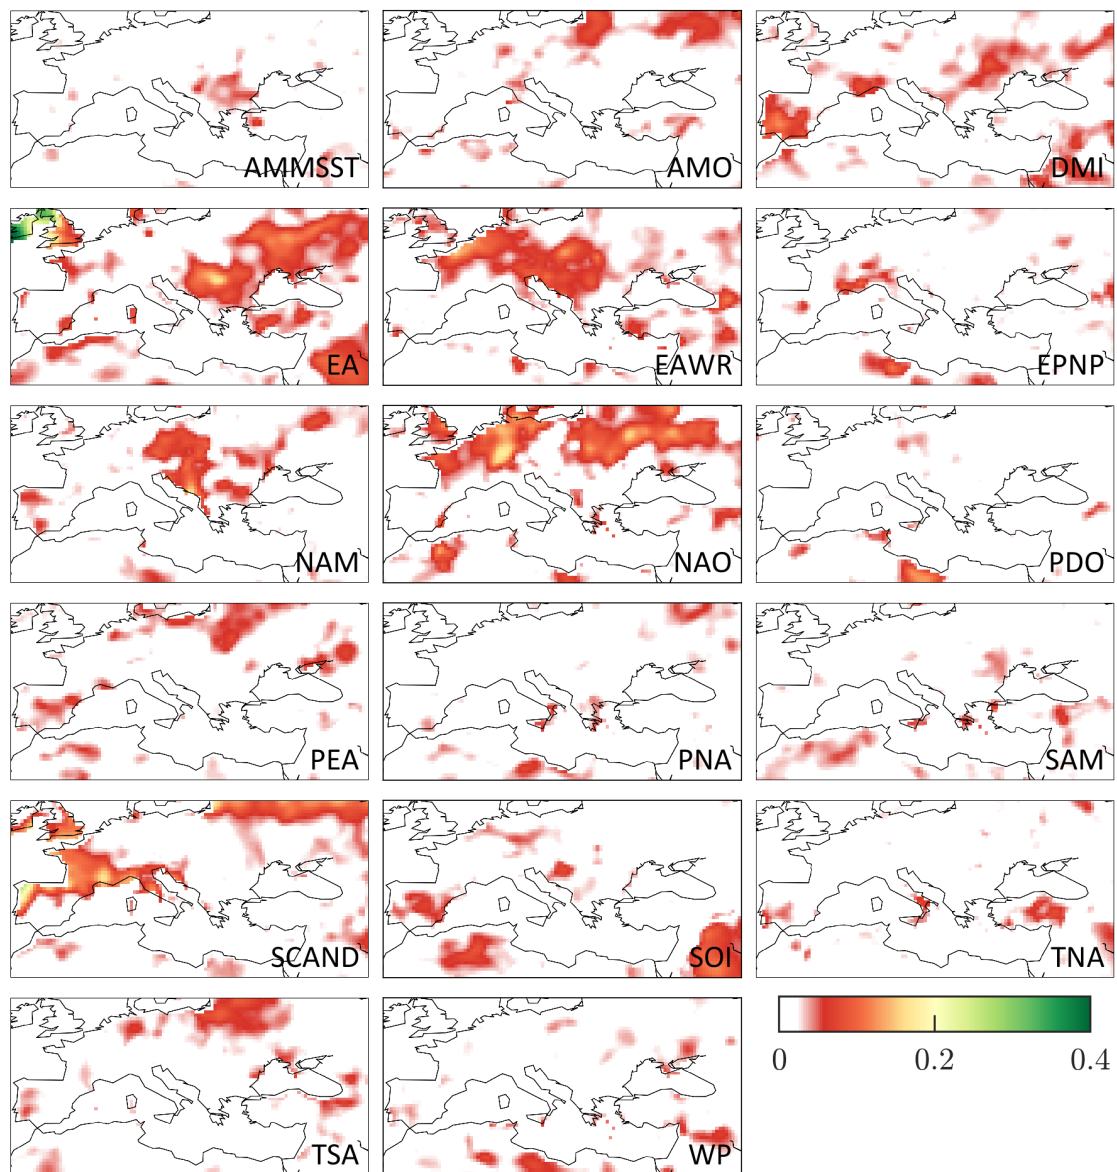 AMMSST
AMO
DMI
EA
EAWR
EPNP
NAM
NAO
PDO
PEA
PNA
SAM
SCAND
SOI
TNA
TSA
WP
0 0.2 0.4